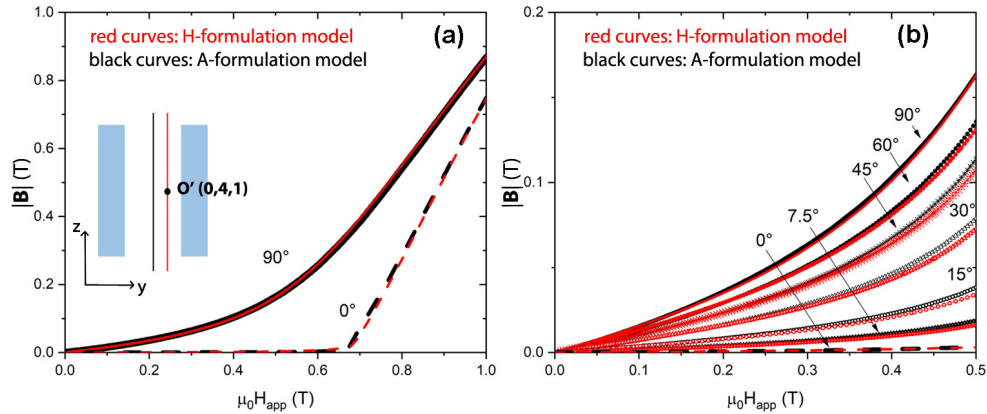 (a)
red curves: H-formulation model
black curves: A-formulation model
|B| (T)
1.0
0.8
0.6
0.4
0.2
0.0
O' (0,4,1)
z
y
90°
0°
0.0 0.2 0.4 0.6 0.8 1.0
μ0Happ (T)
(b)
red curves: H-formulation model
black curves: A-formulation model
|B| (T)
0.2
0.1
0.0
90°
60°
45°
30°
7.5°
0°
15°
0.0 0.1 0.2 0.3 0.4 0.5
μ0Happ (T)